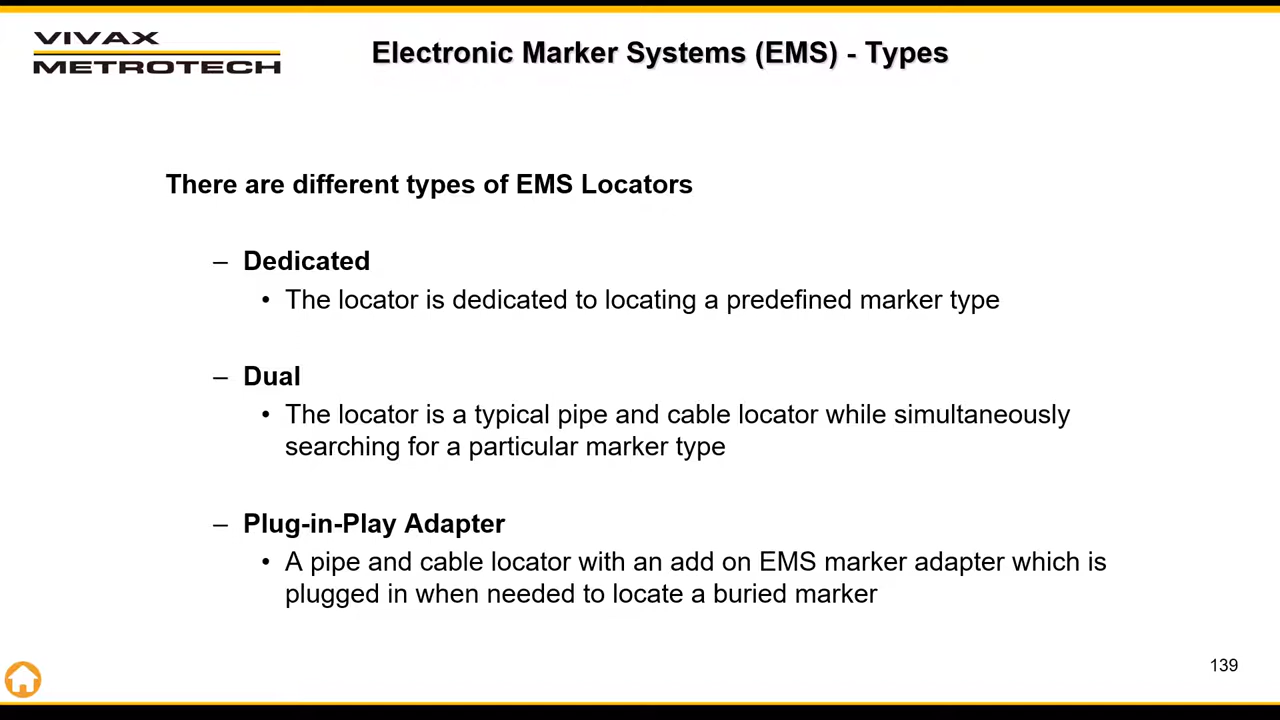 VIVAX
METROTECH
Electronic Marker Systems (EMS) - Types
There are different types of EMS Locators
– Dedicated
• The locator is dedicated to locating a predefined marker type
– Dual
• The locator is a typical pipe and cable locator while simultaneously
searching for a particular marker type
– Plug-in-Play Adapter
• A pipe and cable locator with an add on EMS marker adapter which is
plugged in when needed to locate a buried marker
139